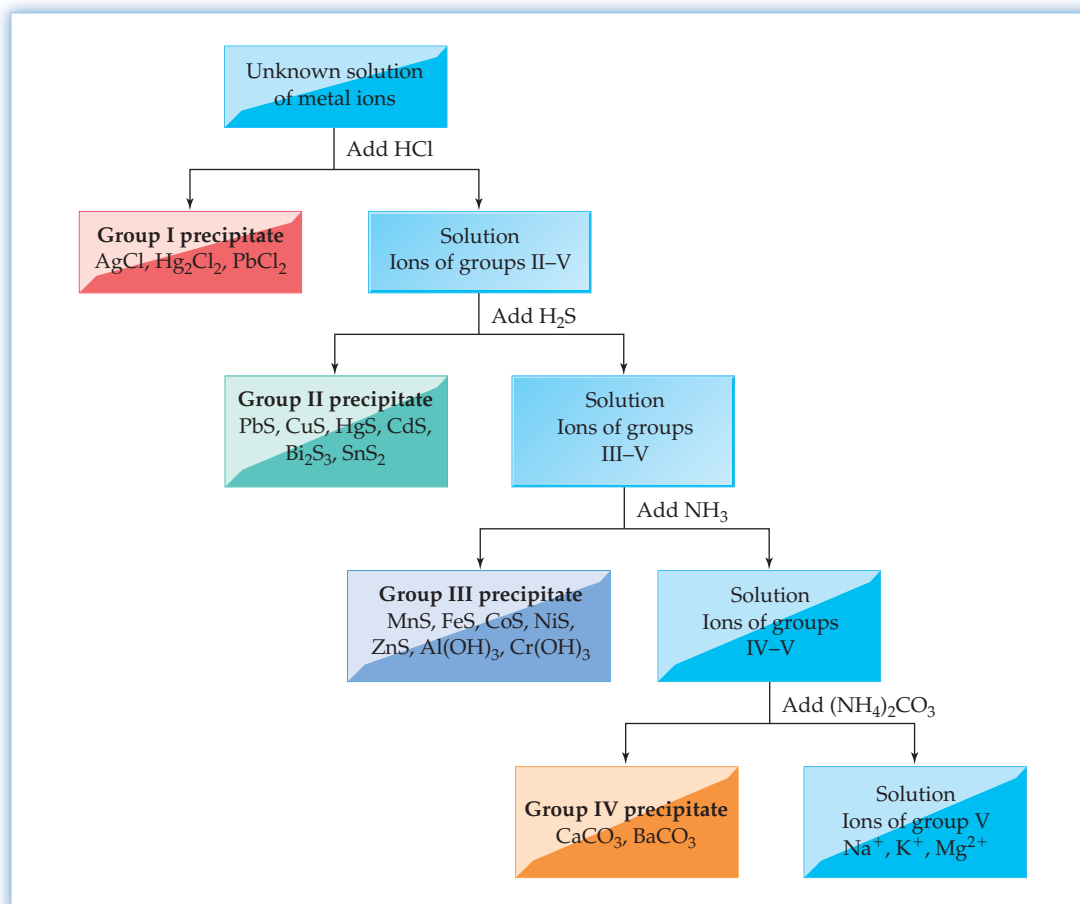 Unknown solution
of metal ions
Add HCl
Group I precipitate
AgCl, Hg₂Cl₂, PbCl₂
Solution
Ions of groups II–V
Add H₂S
Group II precipitate
PbS, CuS, HgS, CdS,
Bi₂S₃, SnS₂
Solution
Ions of groups
III–V
Add NH₃
Group III precipitate
MnS, FeS, CoS, NiS,
ZnS, Al(OH)₃, Cr(OH)₃
Solution
Ions of groups
IV–V
Add (NH₄)₂CO₃
Group IV precipitate
CaCO₃, BaCO₃
Solution
Ions of group V
Na⁺, K⁺, Mg²⁺